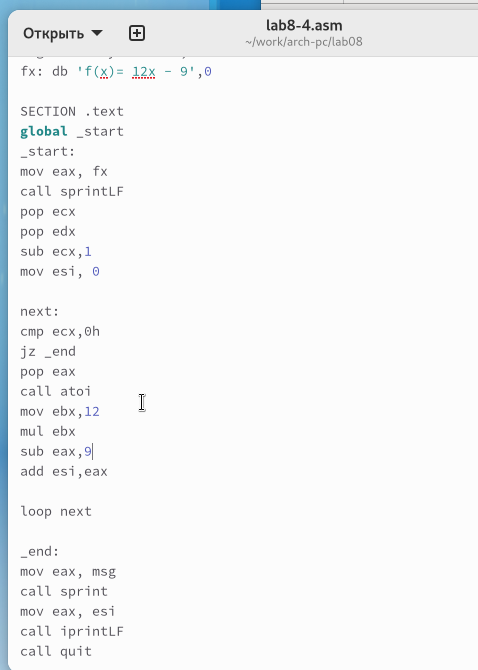 Открыть
lab8-4.asm
~/work/arch-pc/lab08
fx: db 'f(x)= 12x - 9',0
SECTION .text
global _start
_start:
mov eax, fx
call sprintLF
pop ecx
pop edx
sub ecx,1
mov esi, 0
next:
cmp ecx,0h
jz _end
pop eax
call atoi
mov ebx,12
mul ebx
sub eax,9
add esi,eax
loop next
_end:
mov eax, msg
call sprint
mov eax, esi
call iprintLF
call quit